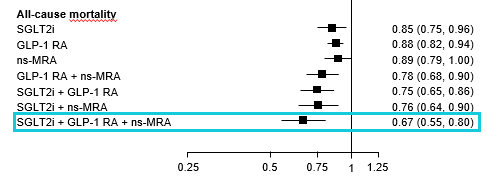 All-cause mortality
SGLT2i 0.85 (0.75, 0.96)
GLP-1 RA 0.88 (0.82, 0.94)
ns-MRA 0.89 (0.79, 1.00)
GLP-1 RA + ns-MRA 0.78 (0.68, 0.90)
SGLT2i + GLP-1 RA 0.75 (0.65, 0.86)
SGLT2i + ns-MRA 0.76 (0.64, 0.90)
SGLT2i + GLP-1 RA + ns-MRA 0.67 (0.55, 0.80)
0.25 0.5 0.75 1 1.25